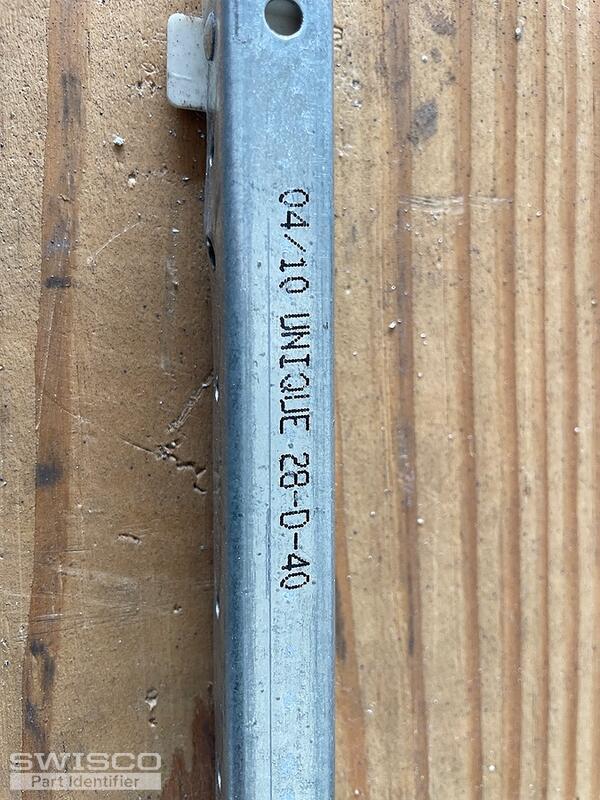 04/10 UNIQUE 28-D-40
SWISCO
Part Identifier